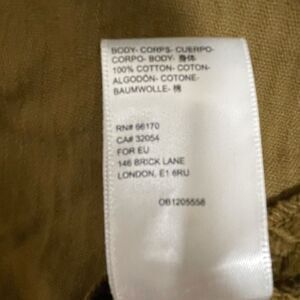 BODY- CORPS- CUERPO-
CORPO- BODY- 身体
100% COTTON- COTON-
ALGODÓN- COTONE-
BAUMWOLLE- 棉
RN# 66170
CA# 32054
FOR EU
146 BRICK LANE
LONDON, E1 6RU
OB1205558